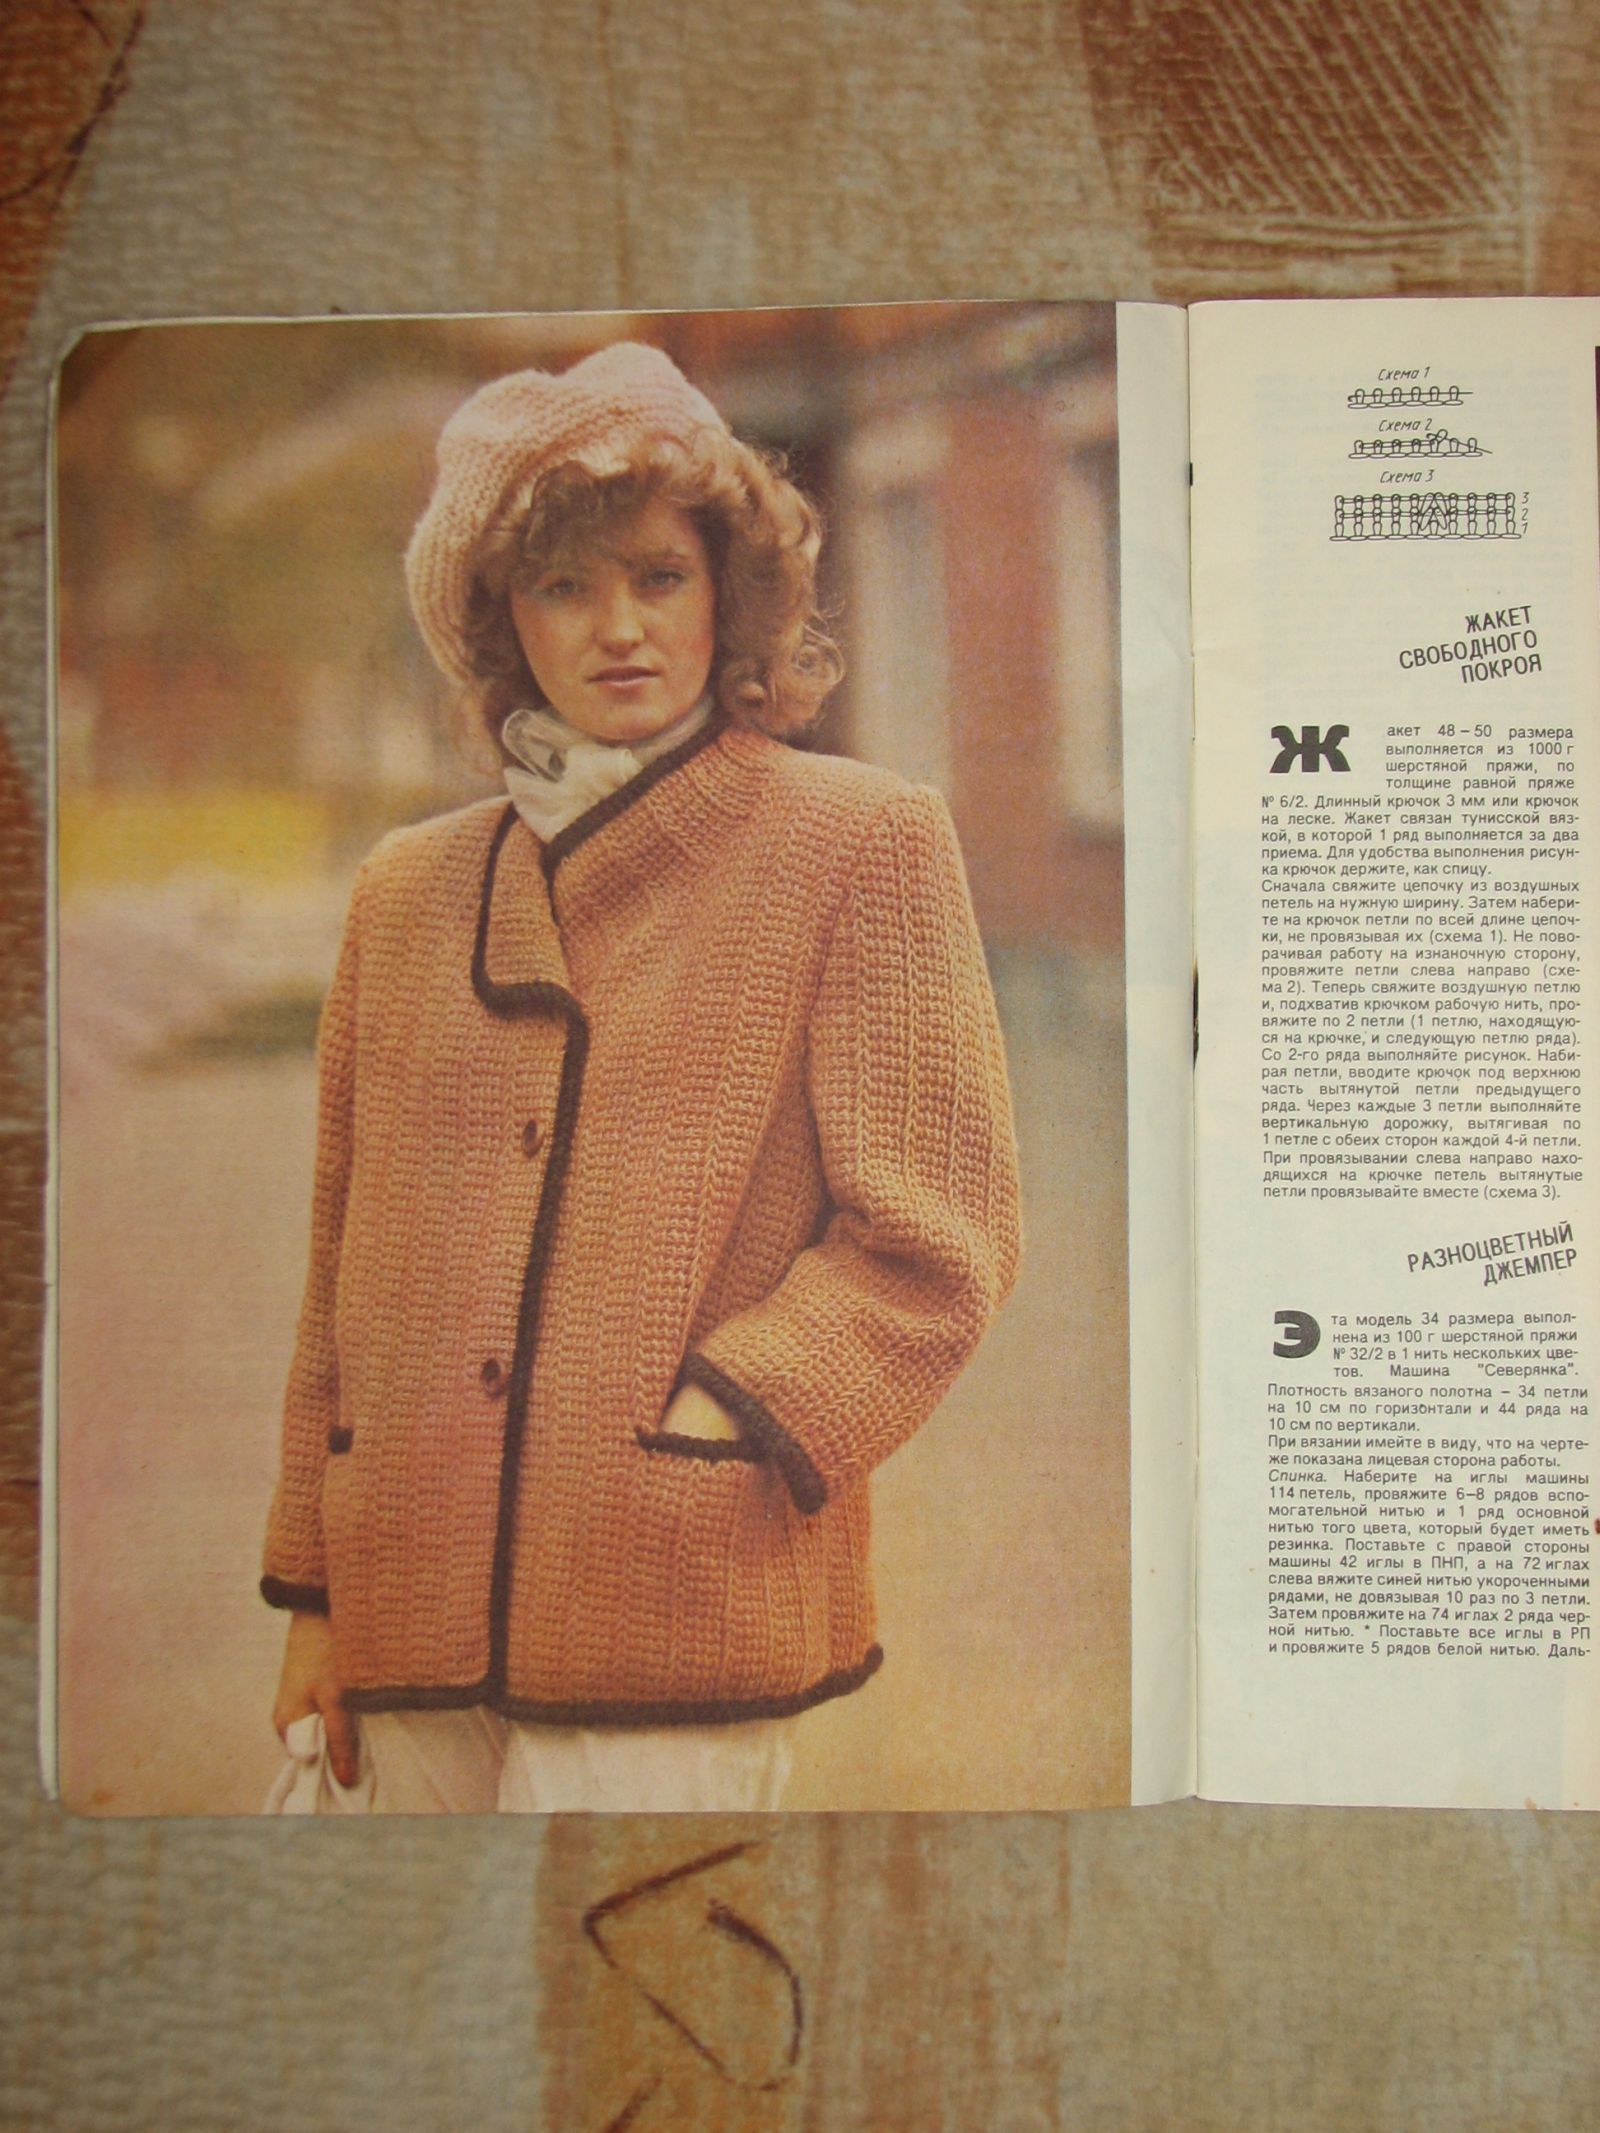 Схема 1
Схема 2
Схема 3
3
2
1
ЖАКЕТ
СВОБОДНОГО
ПОКРОЯ
Жакет 48 – 50 размера
выполняется из 1000 г
шерстяной пряжи, по
толщине равной пряже
№ 6/2. Длинный крючок 3 мм или крючок
на леске. Жакет связан тунисской вяз-
кой, в которой 1 ряд выполняется за два
приема. Для удобства выполнения рисун-
ка крючок держите, как спицу.
Сначала свяжите цепочку из воздушных
петель на нужную ширину. Затем набери-
те на крючок петли по всей длине цепоч-
ки, не провязывая их (схема 1). Не пово-
рачивая работу на изнаночную сторону,
провяжите петли слева направо (схе-
ма 2). Теперь свяжите воздушную петлю
и, подхватив крючком рабочую нить, про-
вяжите по 2 петли (1 петлю, находящую-
ся на крючке, и следующую петлю ряда).
Со 2-го ряда выполняйте рисунок. Наби-
рая петли, вводите крючок под верхнюю
часть вытянутой петли предыдущего
ряда. Через каждые 3 петли выполняйте
вертикальную дорожку, вытягивая по
1 петле с обеих сторон каждой 4-й петли.
При провязывании слева направо нахо-
дящихся на крючке петель вытянутые
петли провязывайте вместе (схема 3).
РАЗНОЦВЕТНЫЙ
ДЖЕМПЕР
Эта модель 34 размера выпол-
нена из 100 г шерстяной пряжи
№ 32/2 в 1 нить нескольких цве-
тов. Машина "Северянка".
Плотность вязаного полотна – 34 петли
на 10 см по горизонтали и 44 ряда на
10 см по вертикали.
При вязании имейте в виду, что на черте-
же показана лицевая сторона работы.
Спинка. Наберите на иглы машины
114 петель, провяжите 6–8 рядов вспо-
могательной нитью и 1 ряд основной
нитью того цвета, который будет иметь
резинка. Поставьте с правой стороны
машины 42 иглы в ПНП, а на 72 иглах
слева вяжите синей нитью укороченными
рядами, не довязывая 10 раз по 3 петли.
Затем провяжите на 74 иглах 2 ряда чер-
ной нитью. * Поставьте все иглы в РП
и провяжите 5 рядов белой нитью. Даль-